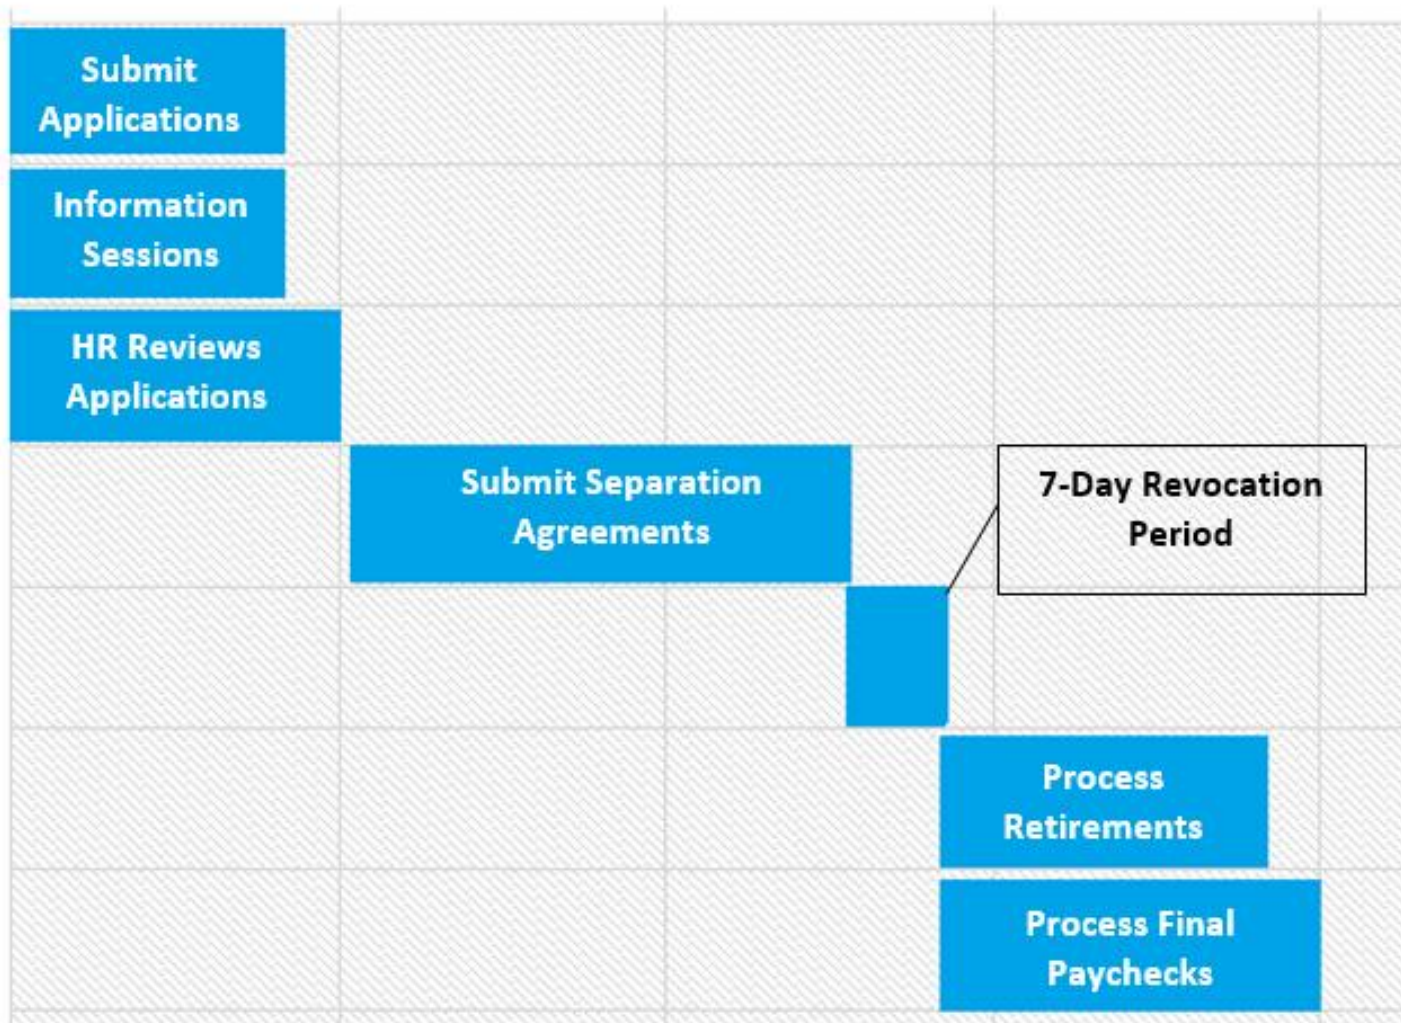 Submit
Applications
Information
Sessions
HR Reviews
Applications
Submit Separation
Agreements
7-Day Revocation
Period
Process
Retirements
Process Final
Paychecks